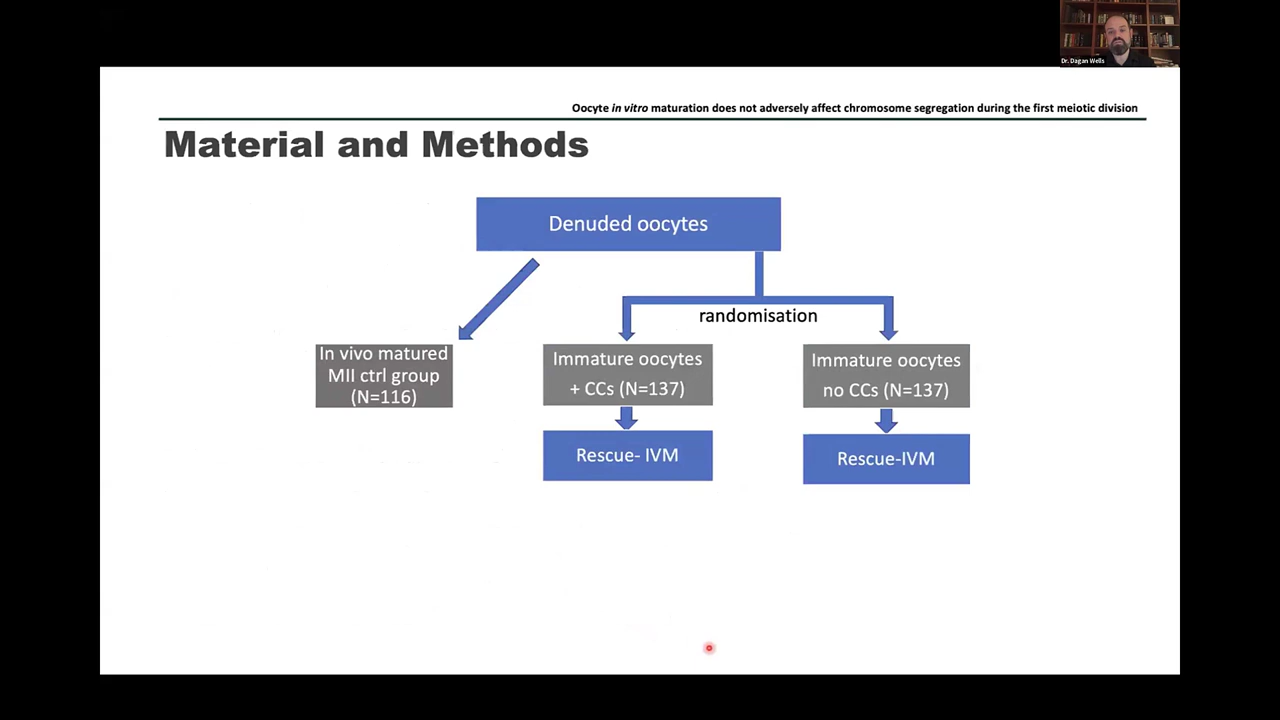 Dr. Dagan Wells
Oocyte in vitro maturation does not adversely affect chromosome segregation during the first meiotic division
Material and Methods
Denuded oocytes
randomisation
In vivo matured
MII ctrl group
(N=116)
Immature oocytes
+ CCs (N=137)
Immature oocytes
no CCs (N=137)
Rescue- IVM
Rescue-IVM